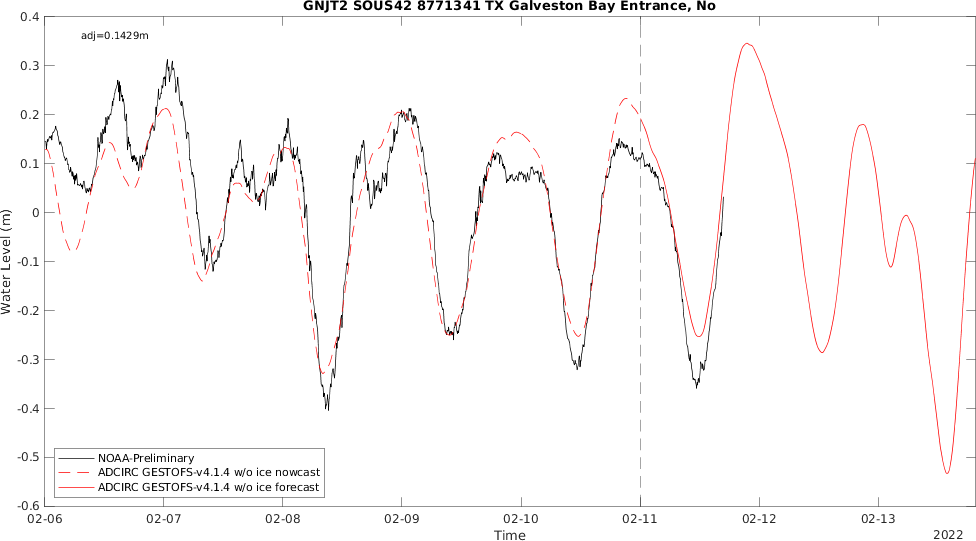 GNJT2 SOUS42 8771341 TX Galveston Bay Entrance, No
adj=0.1429m
0.4
0.3
0.2
0.1
0
-0.1
-0.2
-0.3
-0.4
-0.5
-0.6
Water Level (m)
NOAA-Preliminary
ADCIRC GESTOFS-v4.1.4 w/o ice nowcast
ADCIRC GESTOFS-v4.1.4 w/o ice forecast
02-06 02-07 02-08 02-09 02-10 02-11 02-12 02-13
Time
2022